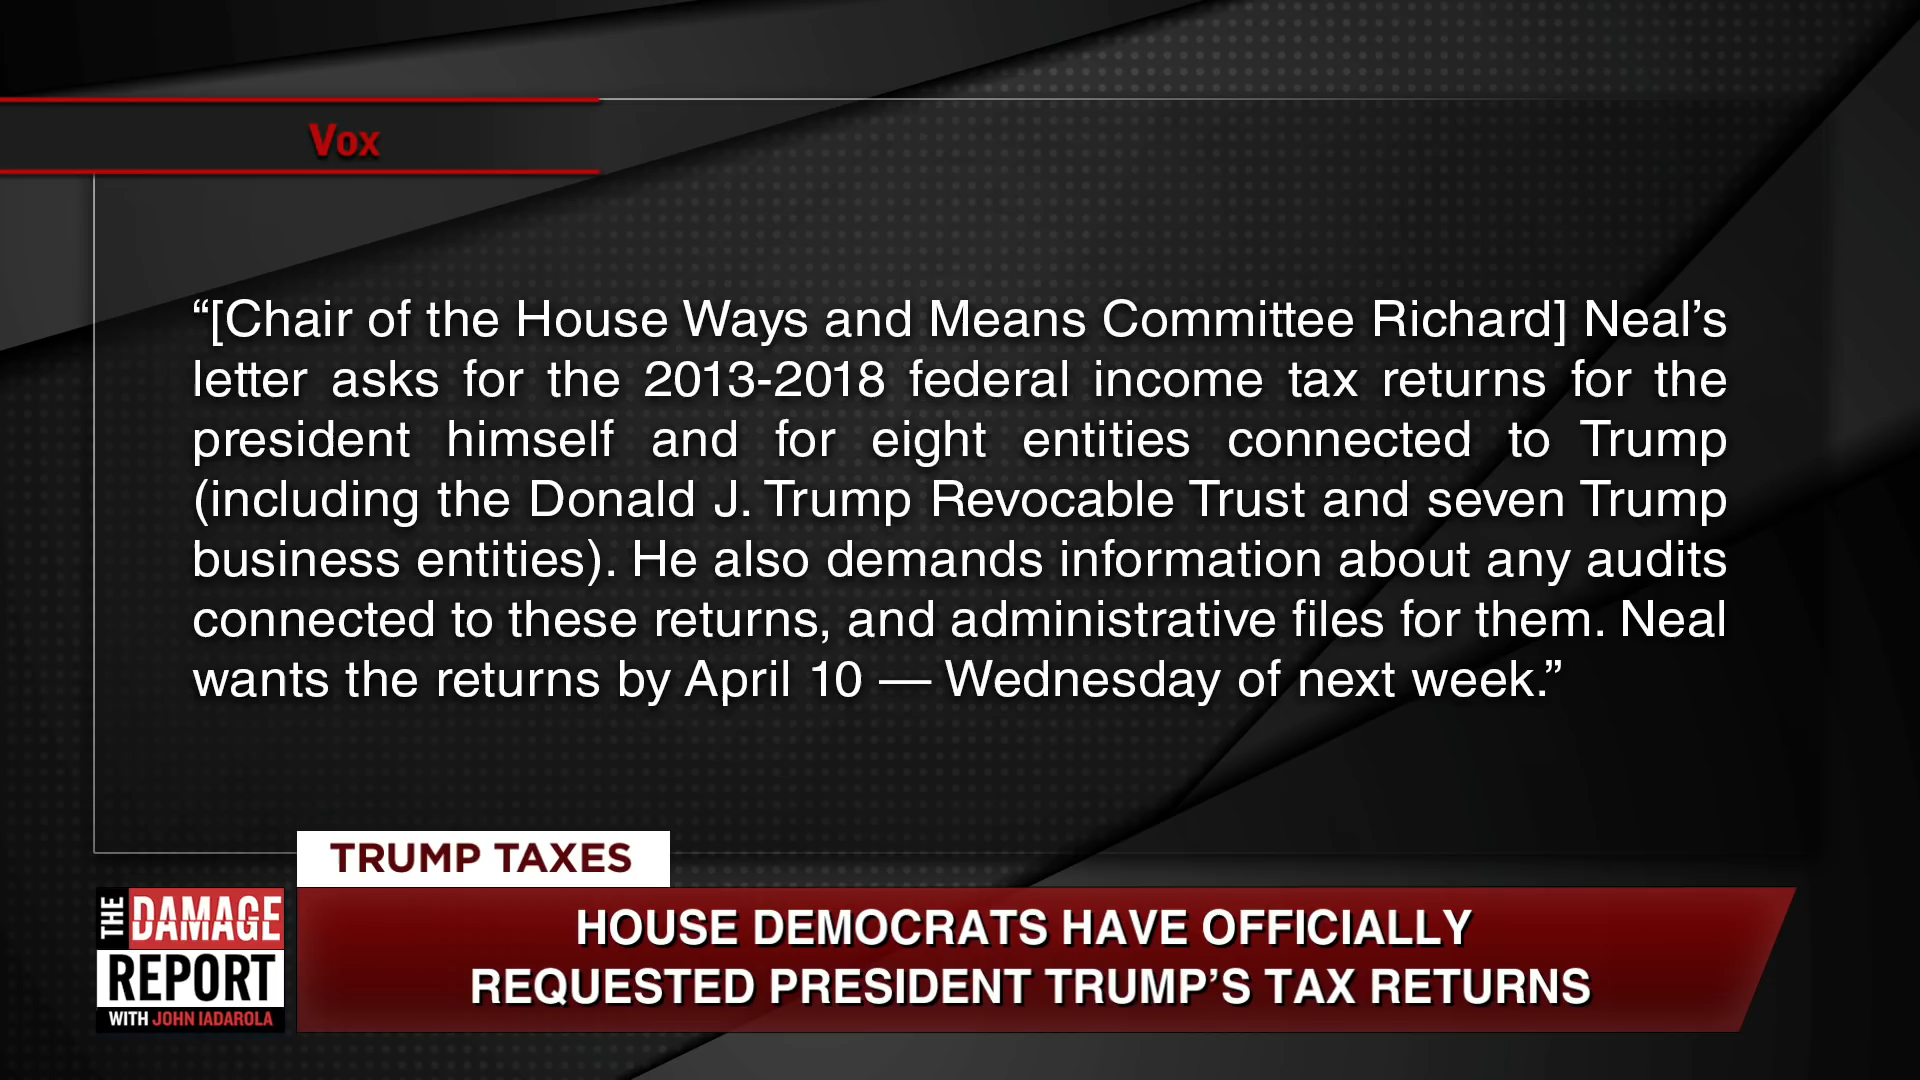 Vox
“[Chair of the House Ways and Means Committee Richard] Neal’s
letter asks for the 2013-2018 federal income tax returns for the
president himself and for eight entities connected to Trump
(including the Donald J. Trump Revocable Trust and seven Trump
business entities). He also demands information about any audits
connected to these returns, and administrative files for them. Neal
wants the returns by April 10 — Wednesday of next week.”
TRUMP TAXES
HOUSE DEMOCRATS HAVE OFFICIALLY
REQUESTED PRESIDENT TRUMP’S TAX RETURNS
THE DAMAGE
REPORT
WITH JOHN IADAROLA